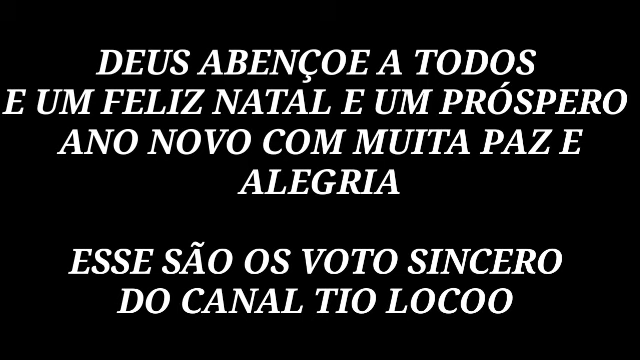 DEUS ABENÇOE A TODOS
E UM FELIZ NATAL E UM PRÓSPERO
ANO NOVO COM MUITA PAZ E
ALEGRIA
ESSE SÃO OS VOTO SINCERO
DO CANAL TIO LOCOO